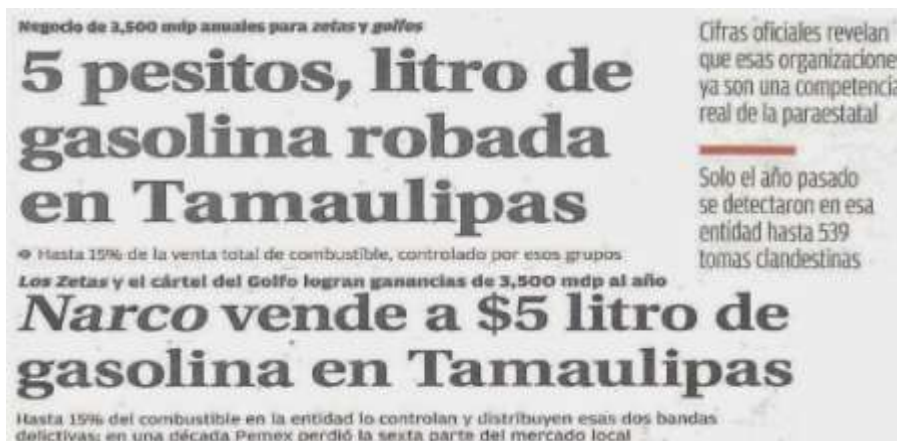 Negocio de 3,500 mdp anuales para zetas y golfos
5 pesitos, litro de
gasolina robada
en Tamaulipas
Hasta 15% de la venta total de combustible, controlado por esos grupos
Cifras oficiales revelan
que esas organizacione
ya son una competencia
real de la paraestatal
Solo el año pasado
se detectaron en esa
entidad hasta 539
tomas clandestinas
Los Zetas y el cártel del Golfo logran ganancias de 3,500 mdp al año
Narco vende a $5 litro de
gasolina en Tamaulipas
Hasta 15% del combustible en la entidad lo controlan y distribuyen esas dos bandas
delictivas; en una década Pemex perdió la sexta parte del mercado local